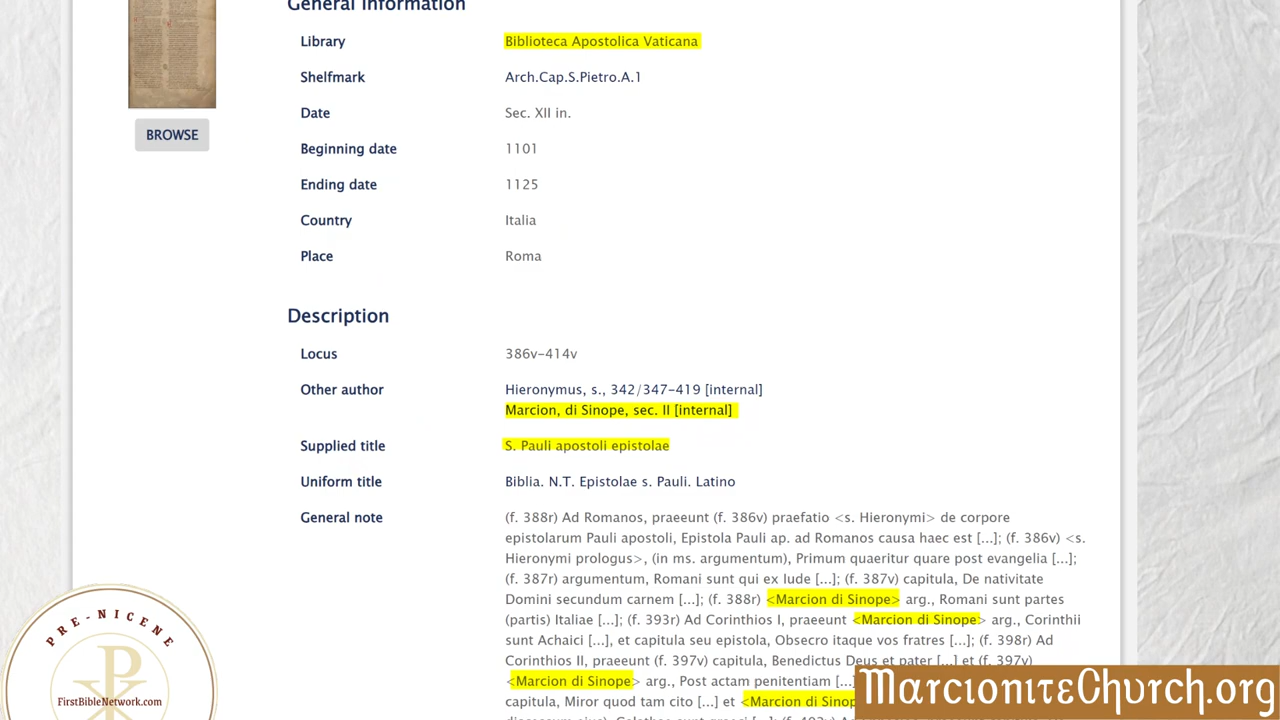 General Information
Library Biblioteca Apostolica Vaticana
Shelfmark Arch.Cap.S.Pietro.A.1
Date Sec. XII in.
BROWSE
Beginning date 1101
Ending date 1125
Country Italia
Place Roma
Description
Locus 386v-414v
Other author Hieronymus, s., 342/347-419 [internal]
Marcion, di Sinope, sec. II [internal]
Supplied title S. Pauli apostoli epistolae
Uniform title Biblia. N.T. Epistolae s. Pauli. Latino
General note (f. 388r) Ad Romanos, praeeunt (f. 386v) praefatio <s. Hieronymi> de corpore
epistolarum Pauli apostoli, Epistola Pauli ap. ad Romanos causa haec est [...]; (f. 386v) <s.
Hieronymi prologus>, (in ms. argumentum), Primum quaeritur quare post evangelia [...];
(f. 387r) argumentum, Romani sunt qui ex Iude [...]; (f. 387v) capitula, De nativitate
Domini secundum carnem [...]; (f. 388r) <Marcion di Sinope> arg., Romani sunt partes
(partis) Italiae [...]; (f. 393r) Ad Corinthios I, praeeunt <Marcion di Sinope> arg., Corinthii
sunt Achaici [...], et capitula seu epistola, Obsecro itaque vos fratres [...]; (f. 398r) Ad
Corinthios II, praeeunt (f. 397v) capitula, Benedictus Deus et pater [...] et (f. 397v)
<Marcion di Sinope> arg., Post actam penitentiam [...]
capitula, Miror quod tam cito [...] et <Marcion di Sinop
PRE-NICENE
FirstBibleNetwork.com
MarcioniteChurch.org